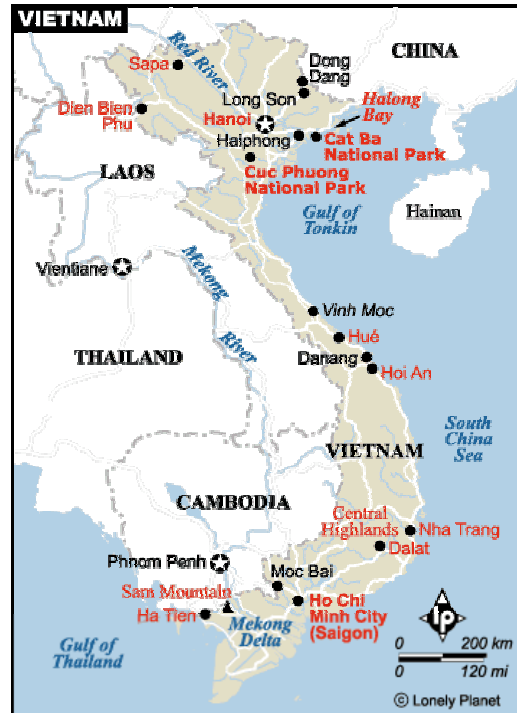 VIETNAM
CHINA
Dong
Dang
Sapa
Red River
Long Son
Halong
Bay
Dien Bien
Phu
Hanoi
Haiphong
Cat Ba
National Park
LAOS
Cuc Phuong
National Park
Gulf of
Tonkin
Hainan
Vientiane
Mekong
River
Vinh Moc
Hué
THAILAND
Danang
Hoi An
South
China
Sea
VIETNAM
CAMBODIA
Central
Highlands
Nha Trang
Dalat
Phnom Penh
Moc Bai
Sam Mountain
Ha Tien
Ho Chi
Minh City
(Saigon)
Mekong
Delta
Gulf of
Thailand
lp
0 200 km
0 120 mi
© Lonely Planet